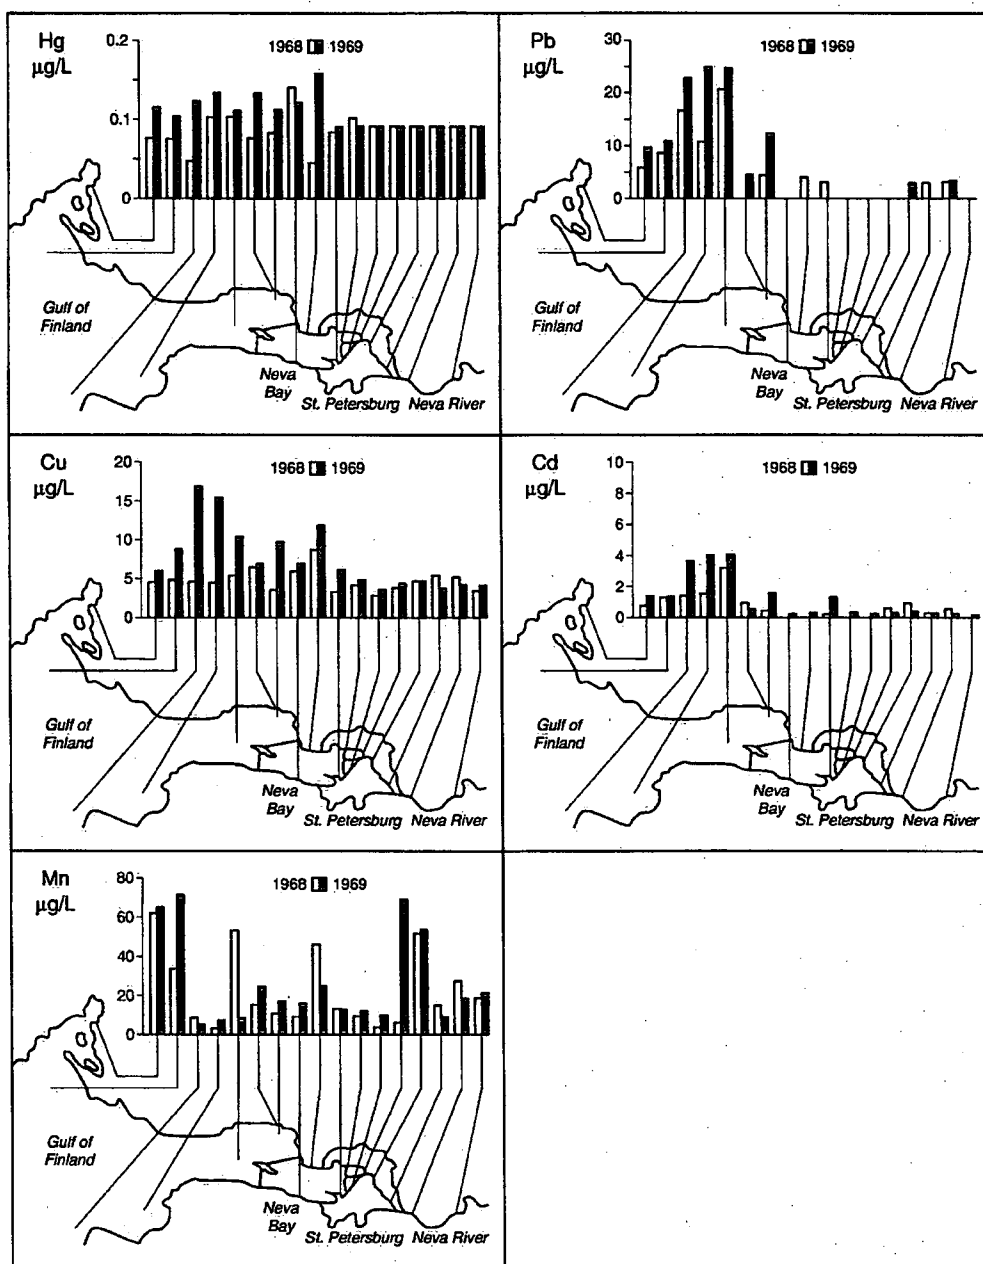 Hg
µg/L
0.2
0.1
0
1968 1969
Gulf of
Finland
Neva
Bay
St. Petersburg Neva River
Pb
µg/L
30
20
10
0
1968 1969
Gulf of
Finland
Neva
Bay
St. Petersburg Neva River
Cu
µg/L
20
15
10
5
0
1968 1969
Gulf of
Finland
Neva
Bay
St. Petersburg Neva River
Cd
µg/L
10
8
6
4
2
0
1968 1969
Gulf of
Finland
Neva
Bay
St. Petersburg Neva River
Mn
µg/L
80
60
40
20
0
1968 1969
Gulf of
Finland
Neva
Bay
St. Petersburg Neva River